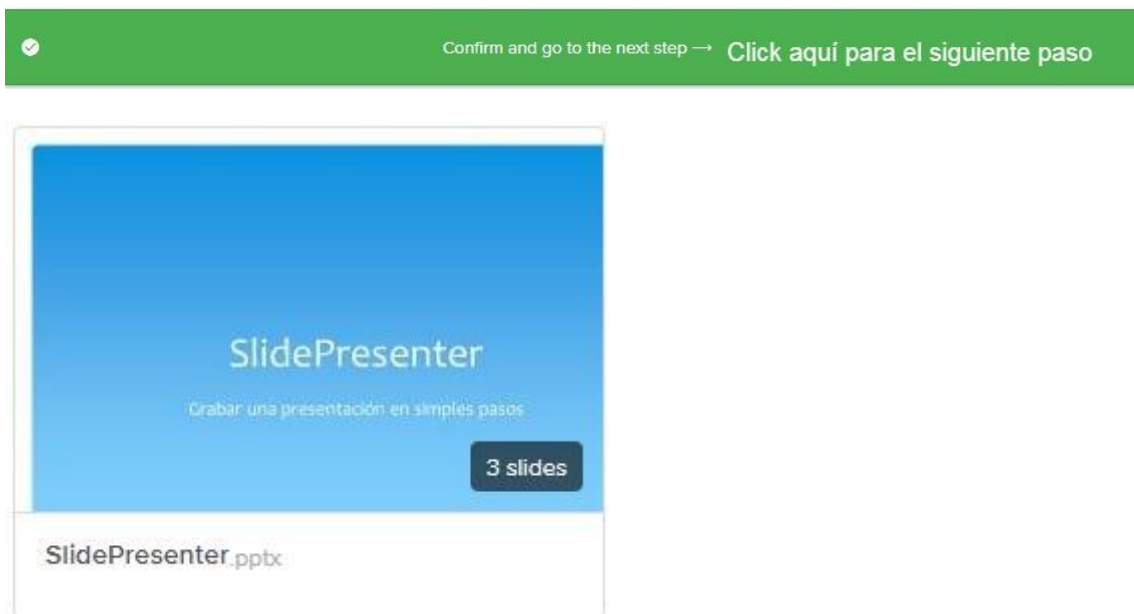 Confirm and go to the next step → Click aquí para el siguiente paso
SlidePresenter
Grabar una presentación en simples pasos
3 slides
SlidePresenter.pptx